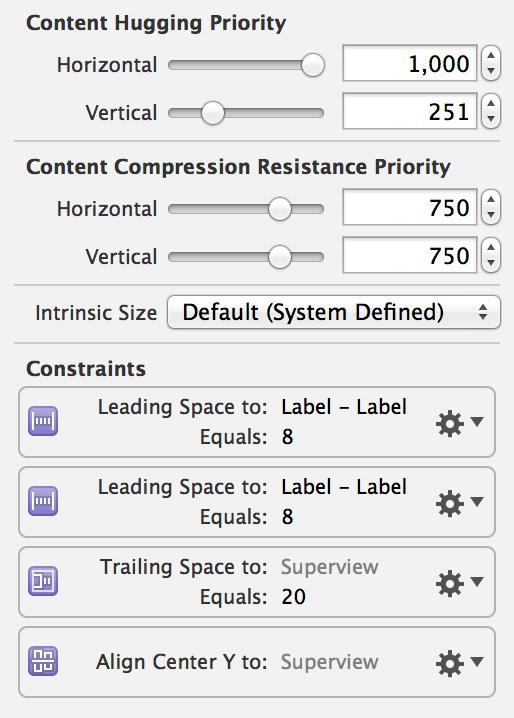 Content Hugging Priority
Horizontal 1,000
Vertical 251
Content Compression Resistance Priority
Horizontal 750
Vertical 750
Intrinsic Size Default (System Defined)
Constraints
Leading Space to: Label - Label
Equals: 8
Leading Space to: Label - Label
Equals: 8
Trailing Space to: Superview
Equals: 20
Align Center Y to: Superview